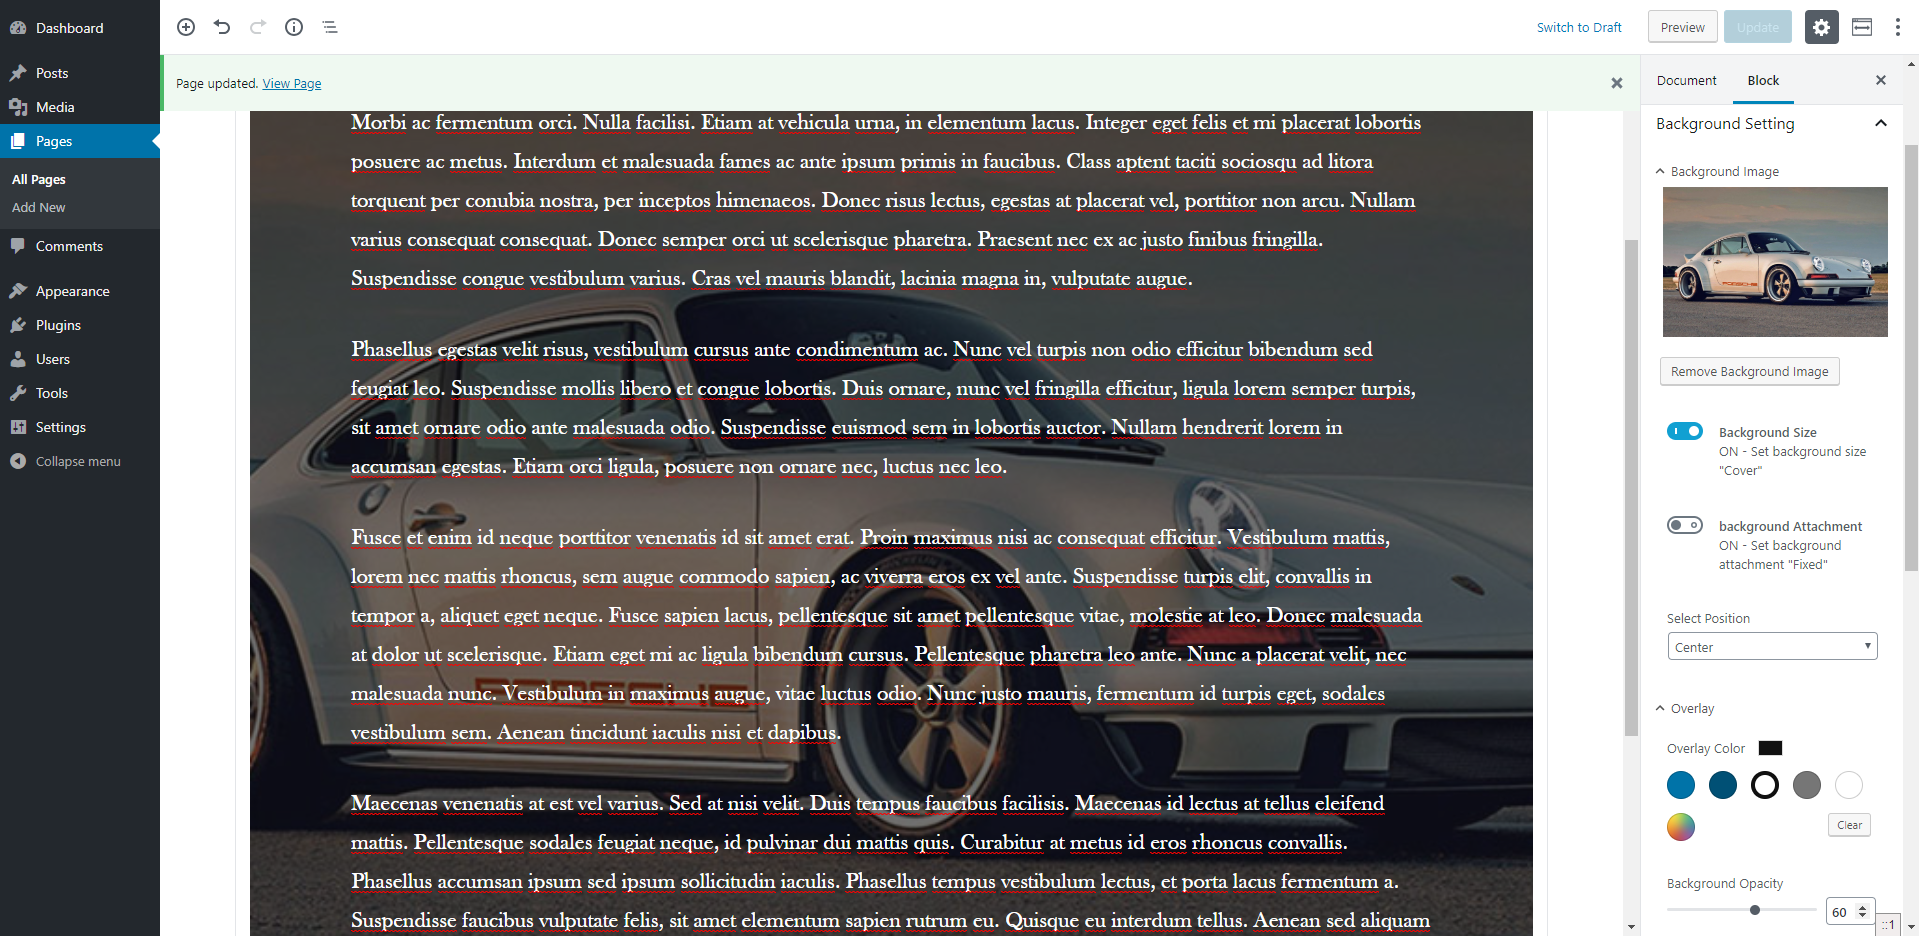 Dashboard
Posts
Media
Pages
All Pages
Add New
Comments
Appearance
Plugins
Users
Tools
Settings
Collapse menu
Switch to Draft
Preview
Update
Page updated. View Page
Morbi ac fermentum orci. Nulla facilisi. Etiam at vehicula urna, in elementum lacus. Integer eget felis et mi placerat lobortis
posuere ac metus. Interdum et malesuada fames ac ante ipsum primis in faucibus. Class aptent taciti sociosqu ad litora
torquent per conubia nostra, per inceptos himenaeos. Donec risus lectus, egestas at placerat vel, porttitor non arcu. Nullam
varius consequat consequat. Donec semper orci ut scelerisque pharetra. Praesent nec ex ac justo finibus fringilla.
Suspendisse congue vestibulum varius. Cras vel mauris blandit, lacinia magna in, vulputate augue.
Phasellus egestas velit risus, vestibulum cursus ante condimentum ac. Nunc vel turpis non odio efficitur bibendum sed
feugiat leo. Suspendisse mollis libero et congue lobortis. Duis ornare, nunc vel fringilla efficitur, ligula lorem semper turpis,
sit amet ornare odio ante malesuada odio. Suspendisse euismod sem in lobortis auctor. Nullam hendrerit lorem in
accumsan egestas. Etiam orci ligula, posuere non ornare nec, luctus nec leo.
Fusce et enim id neque porttitor venenatis id sit amet erat. Proin maximus nisi ac consequat efficitur. Vestibulum mattis,
lorem nec mattis rhoncus, sem augue commodo sapien, ac viverra eros ex vel ante. Suspendisse turpis elit, convallis in
tempor a, aliquet eget neque. Fusce sapien lacus, pellentesque sit amet pellentesque vitae, molestie at leo. Donec malesuada
at dolor ut scelerisque. Etiam eget mi ac ligula bibendum cursus. Pellentesque pharetra leo ante. Nunc a placerat velit, nec
malesuada nunc. Vestibulum in maximus augue, vitae luctus odio. Nunc justo mauris, fermentum id turpis eget, sodales
vestibulum sem. Aenean tincidunt iaculis nisi et dapibus.
Maecenas venenatis at est vel varius. Sed at nisi velit. Duis tempus faucibus facilisis. Maecenas id lectus at tellus eleifend
mattis. Pellentesque sodales feugiat neque, id pulvinar dui mattis quis. Curabitur at metus id eros rhoncus convallis.
Phasellus accumsan ipsum sed ipsum sollicitudin iaculis. Phasellus tempus vestibulum lectus, et porta lacus fermentum a.
Suspendisse faucibus vulputate felis, sit amet elementum sapien rutrum eu. Quisque eu interdum tellus. Aenean sed aliquam
PORSCHE
Document
Block
Background Setting
Background Image
PORSCHE
Remove Background Image
Background Size
ON - Set background size
"Cover"
background Attachment
ON - Set background
attachment "Fixed"
Select Position
Center
Overlay
Overlay Color
Clear
Background Opacity
60
::1